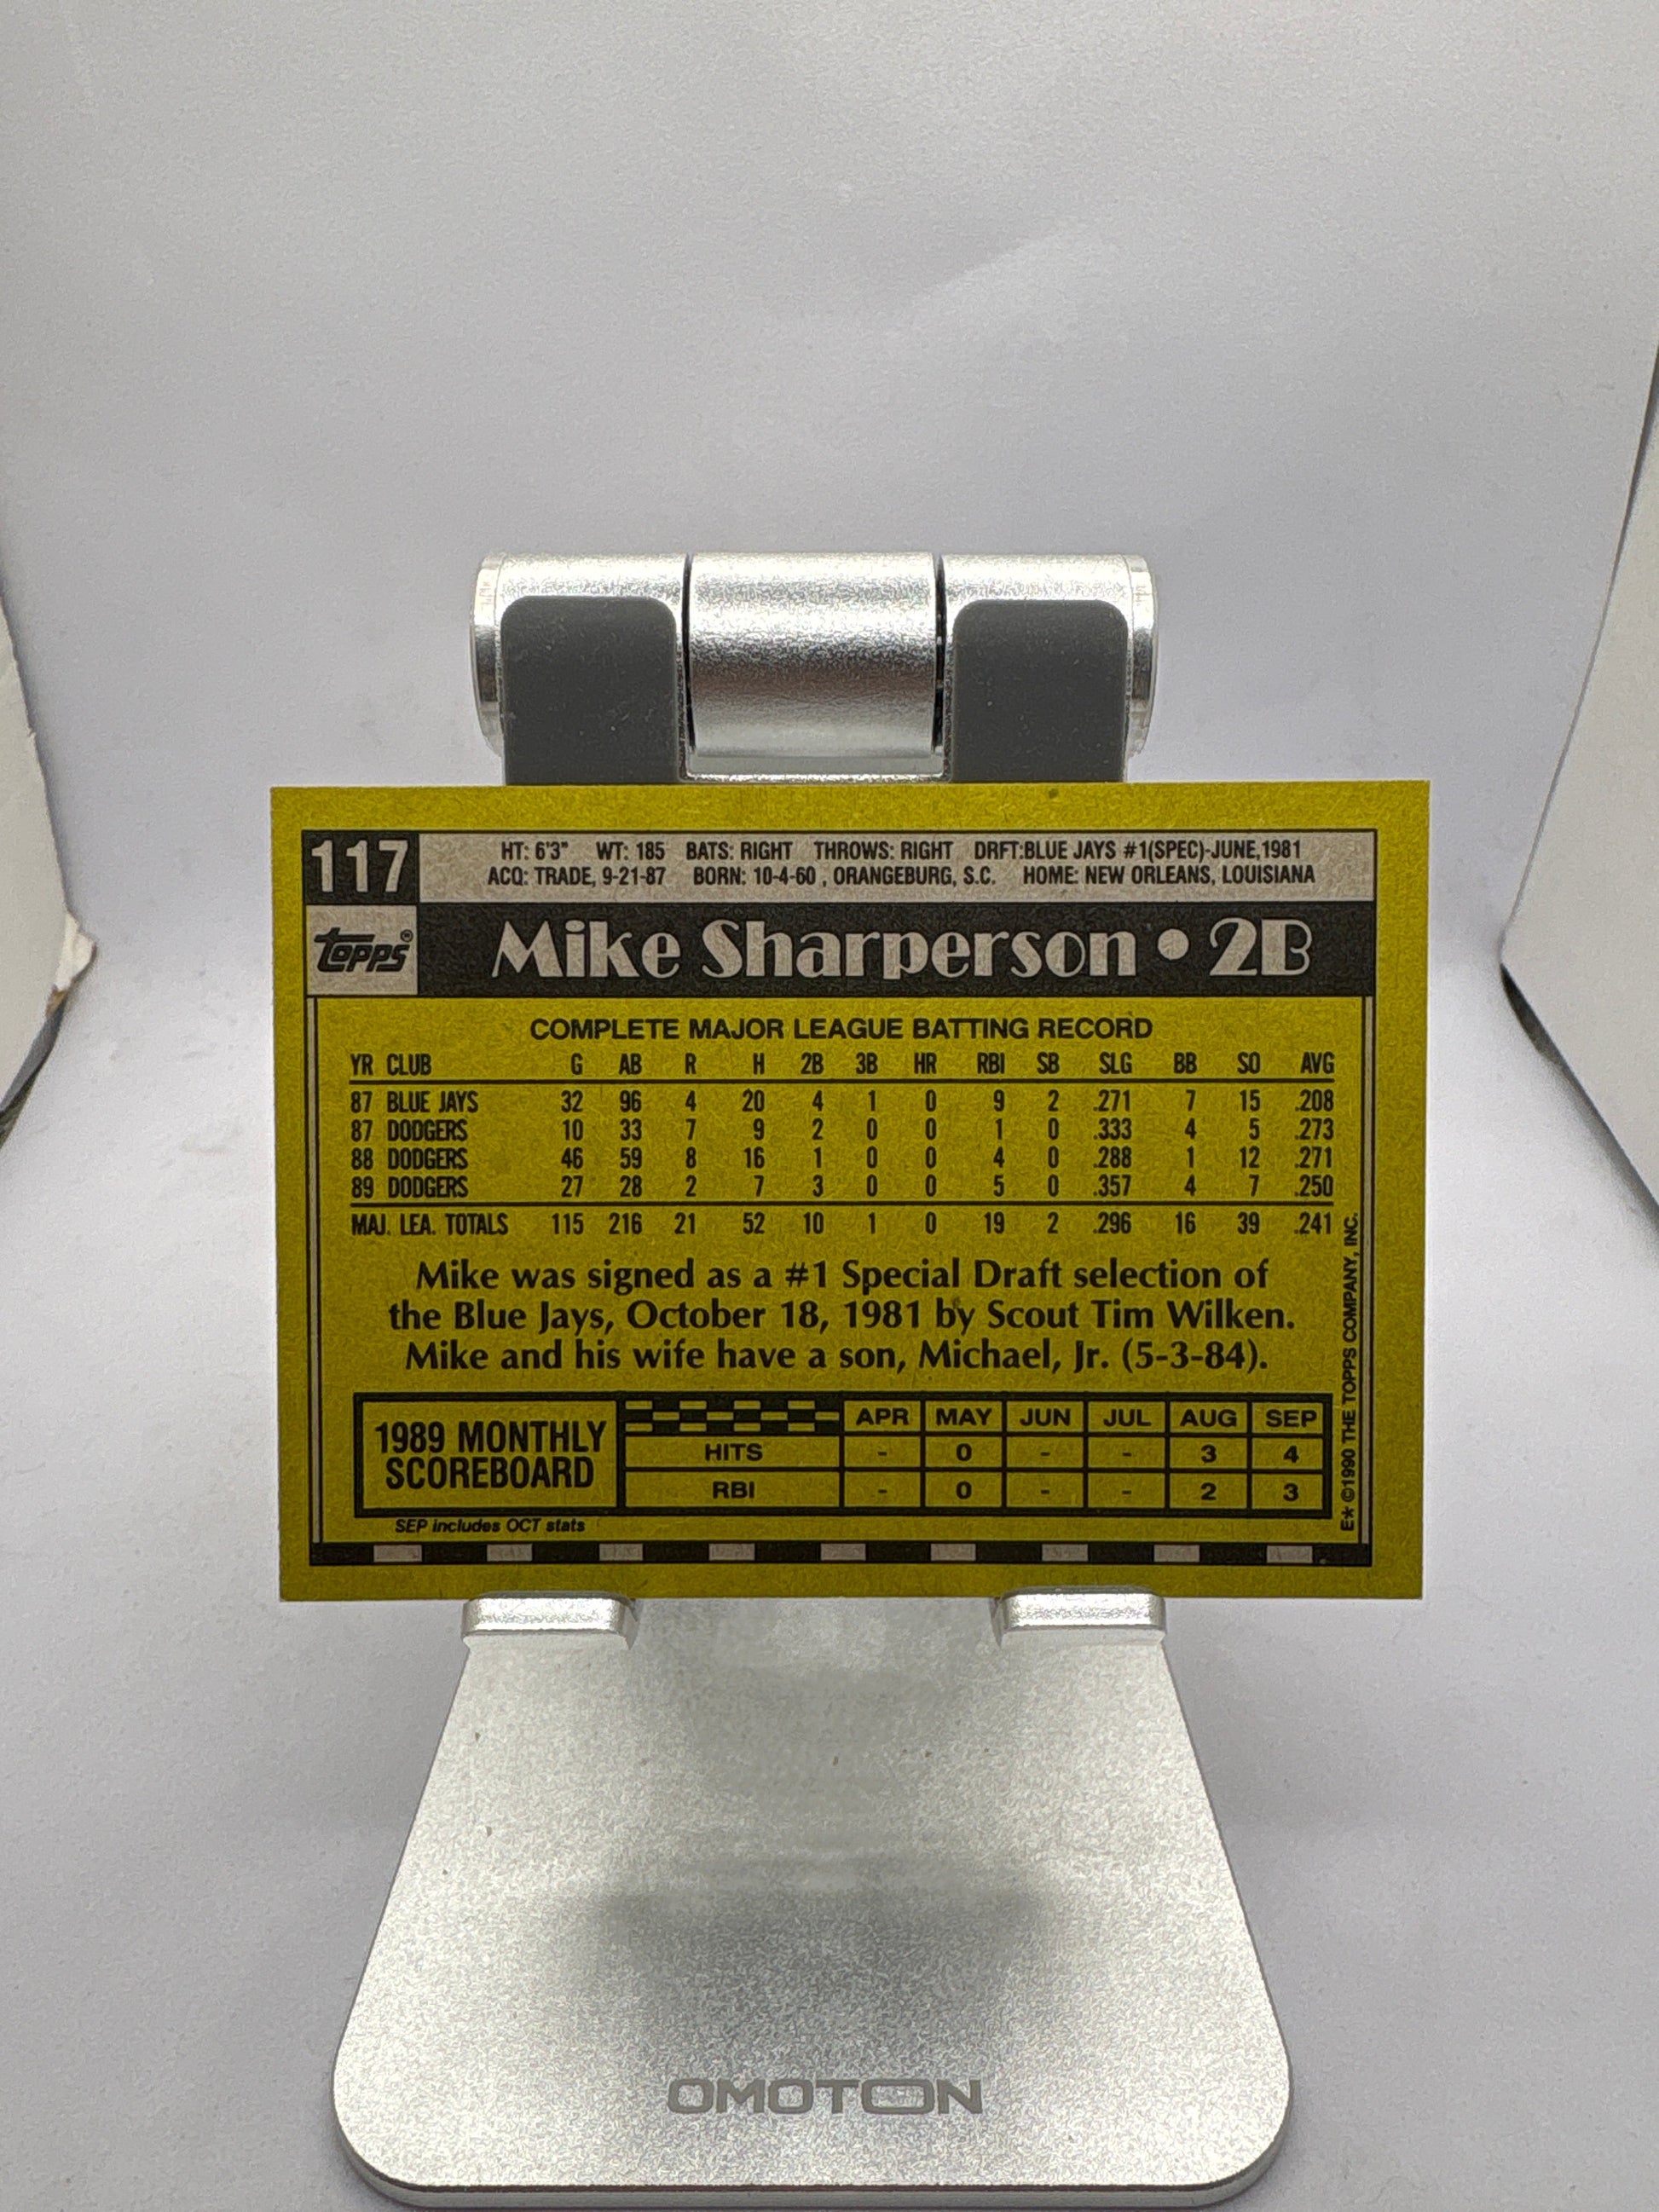 117
HT: 6'3" WT: 185 BATS: RIGHT THROWS: RIGHT DRFT:BLUE JAYS #1(SPEC)-JUNE,1981
ACQ: TRADE, 9-21-87 BORN: 10-4-60 , ORANGEBURG, S.C. HOME: NEW ORLEANS, LOUISIANA
TOPPS® Mike Sharperson • 2B
COMPLETE MAJOR LEAGUE BATTING RECORD
YR CLUB G AB R H 2B 3B HR RBI SB SLG BB SO AVG
87 BLUE JAYS 32 96 4 20 4 1 0 9 2 .271 7 15 .208
87 DODGERS 10 33 7 9 2 0 0 1 0 .333 4 5 .273
88 DODGERS 46 59 8 16 1 0 0 4 0 .288 1 12 .271
89 DODGERS 27 28 2 7 3 0 0 5 0 .357 4 7 .250
MAJ. LEA. TOTALS 115 216 21 52 10 1 0 19 2 .296 16 39 .241
Mike was signed as a #1 Special Draft selection of
the Blue Jays, October 18, 1981 by Scout Tim Wilken.
Mike and his wife have a son, Michael, Jr. (5-3-84).
1989 MONTHLY
SCOREBOARD
APR MAY JUN JUL AUG SEP
HITS - 0 - - 3 4
RBI - 0 - - 2 3
SEP includes OCT stats
E* ©1990 THE TOPPS COMPANY, INC.
OMOTON